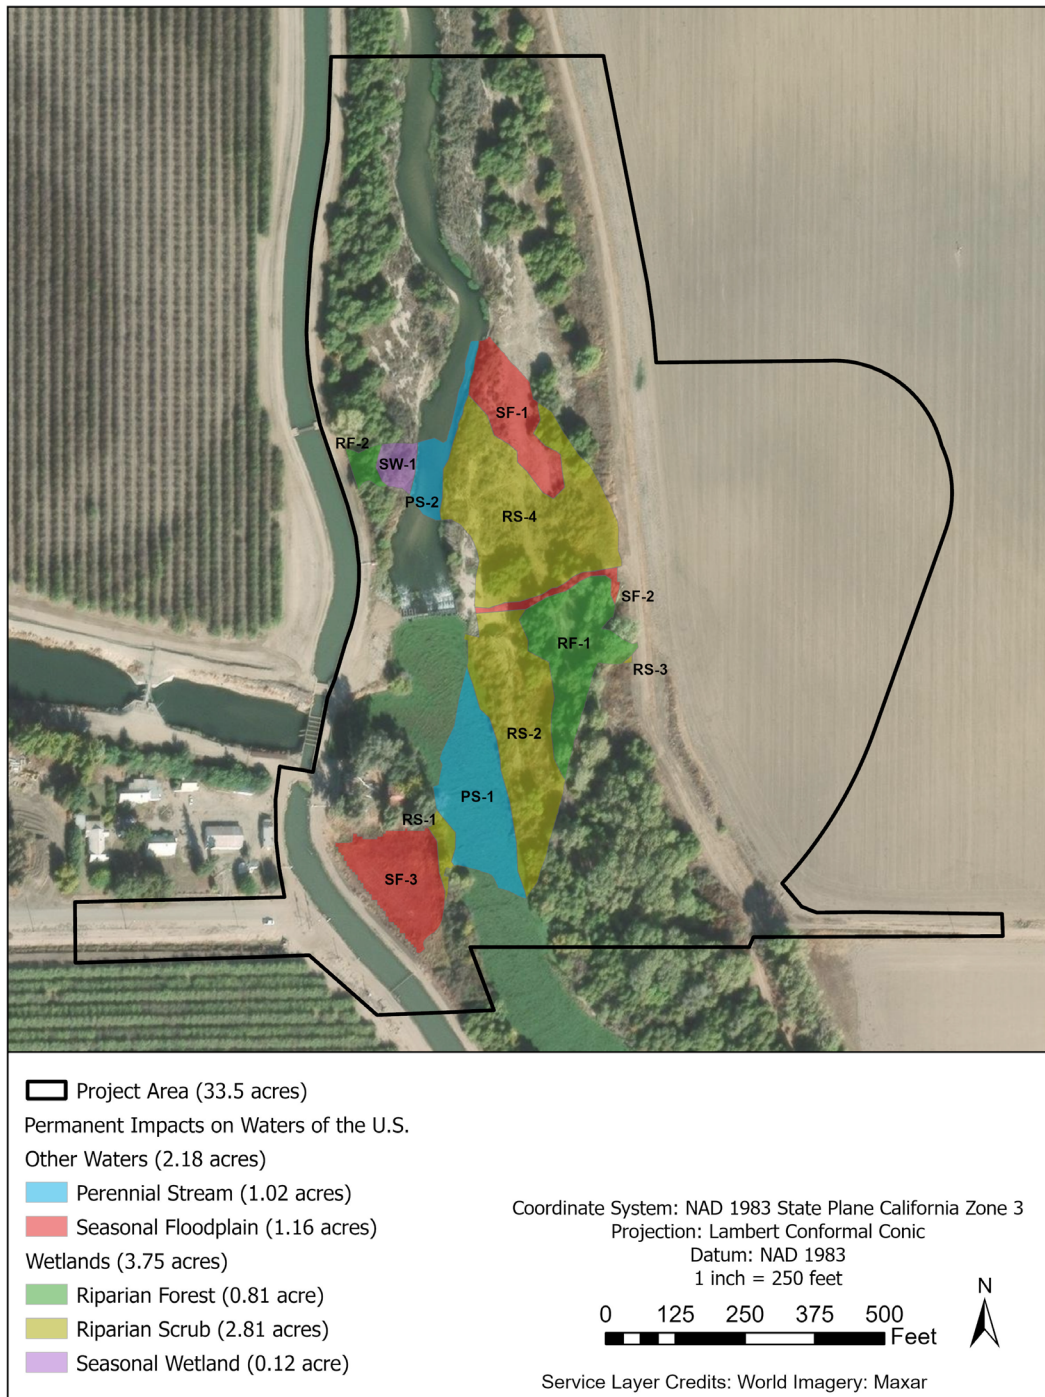 SF-1
RF-2
SW-1
PS-2
RS-4
SF-2
RF-1
RS-3
RS-2
PS-1
RS-1
SF-3
Project Area (33.5 acres)
Permanent Impacts on Waters of the U.S.
Other Waters (2.18 acres)
Perennial Stream (1.02 acres)
Seasonal Floodplain (1.16 acres)
Wetlands (3.75 acres)
Riparian Forest (0.81 acre)
Riparian Scrub (2.81 acres)
Seasonal Wetland (0.12 acre)
Coordinate System: NAD 1983 State Plane California Zone 3
Projection: Lambert Conformal Conic
Datum: NAD 1983
1 inch = 250 feet
N
0 125 250 375 500
Feet
Service Layer Credits: World Imagery: Maxar